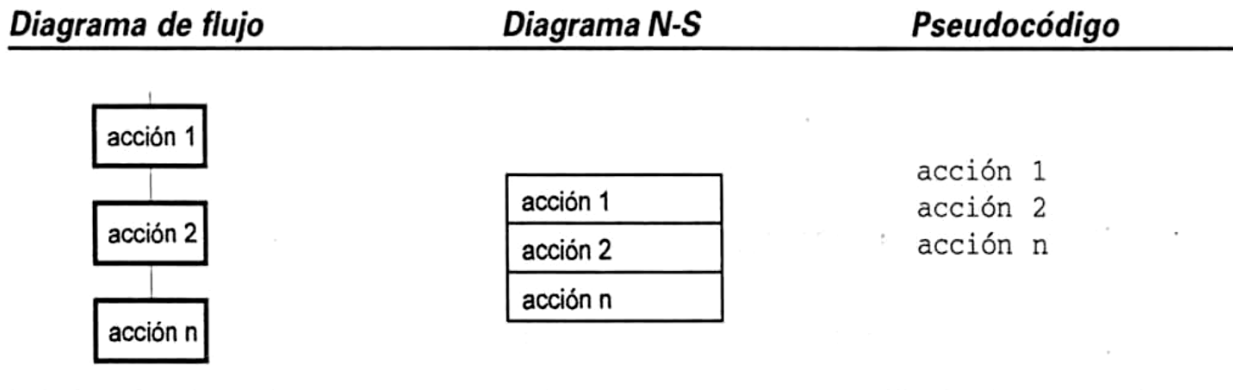 Diagrama de flujo
Diagrama N-S
Pseudocódigo
acción 1
acción 2
acción n
acción 1
acción 2
acción n
acción 1
acción 2
acción n